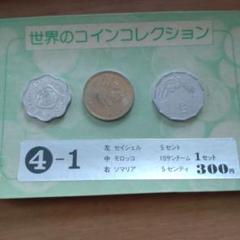 世界のコインコレクション
4-1
左 セイシェル 5セント
中 モロッコ 10サンチーム
右 ソマリア 5センティ
1セット
300円